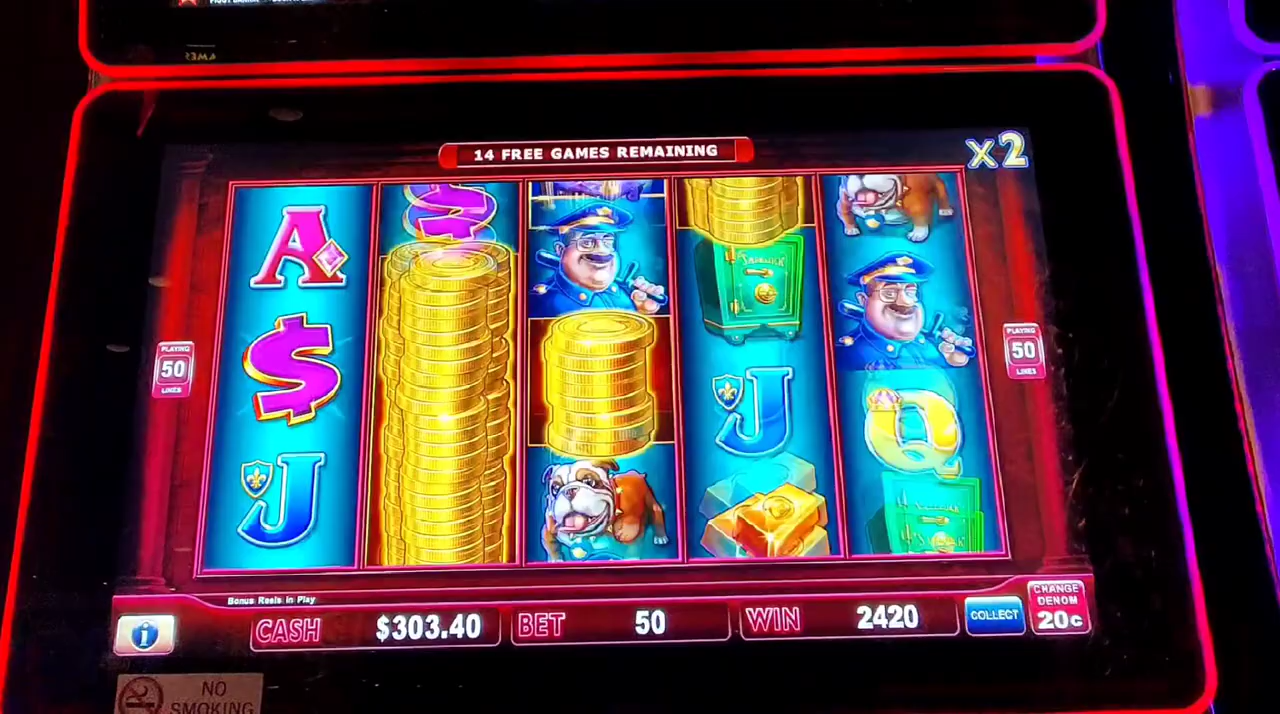 14 FREE GAMES REMAINING
x2
A
$
$
J
J
Q
PLAYING
50
LINES
PLAYING
50
LINES
Bonus Reels in Play
CASH $303.40
BET 50
WIN 2420
COLLECT
CHANGE
DENOM
20c
NO
SMOKING